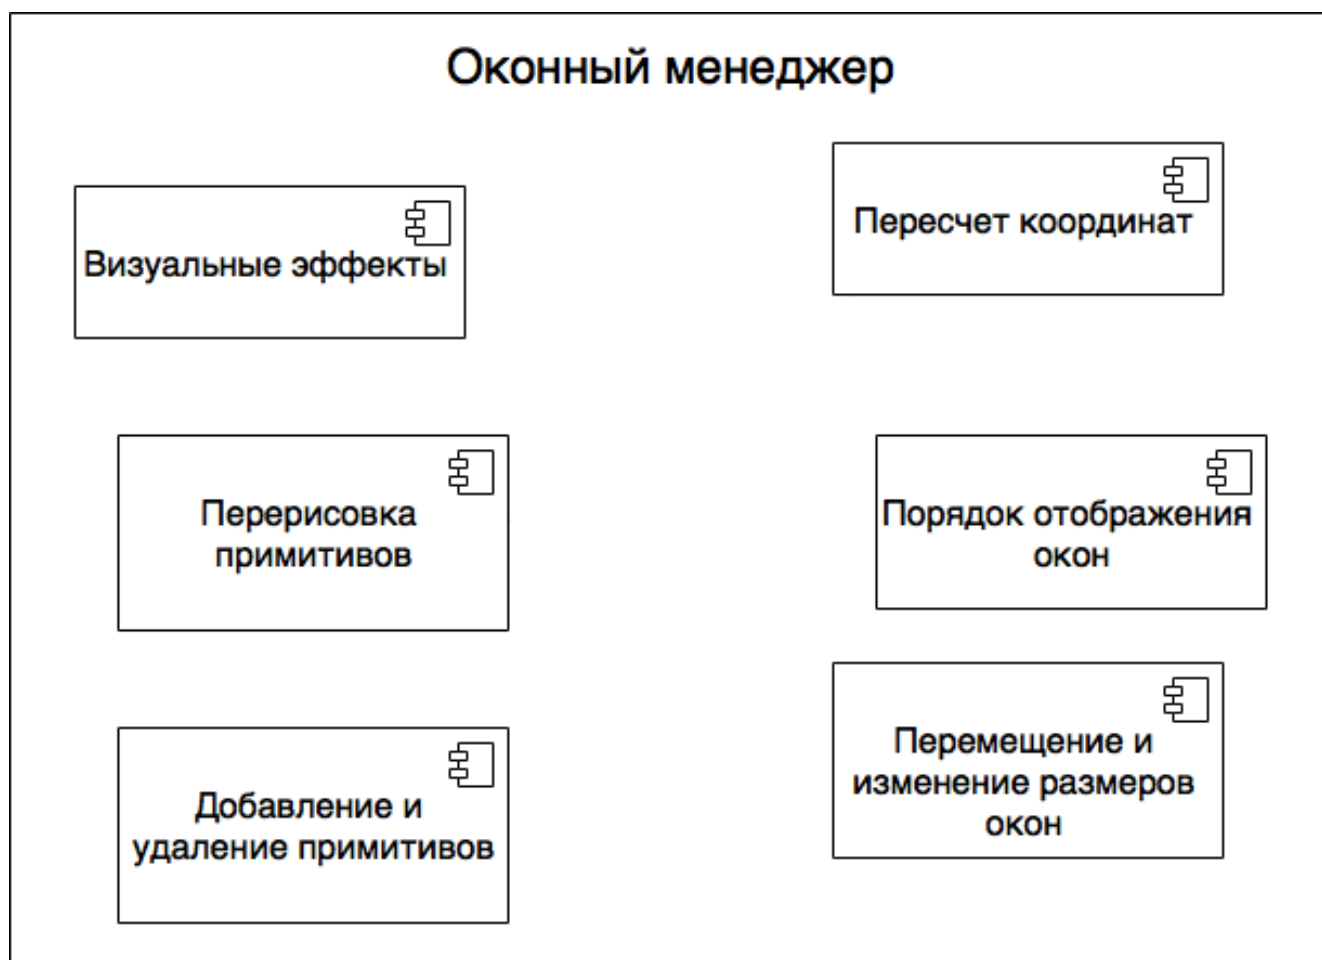 Оконный менеджер
Визуальные эффекты
Пересчет координат
Перерисовка
примитивов
Порядок отображения
окон
Добавление и
удаление примитивов
Перемещение и
изменение размеров
окон